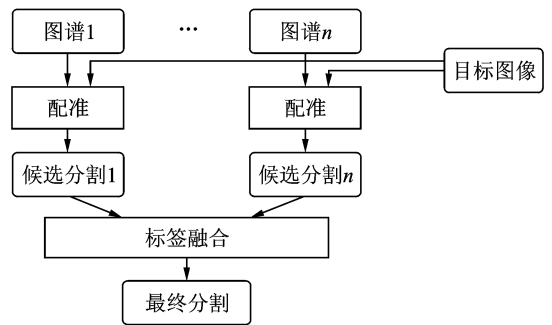 图谱1
···
图谱n
目标图像
配准
配准
候选分割1
候选分割n
标签融合
最终分割